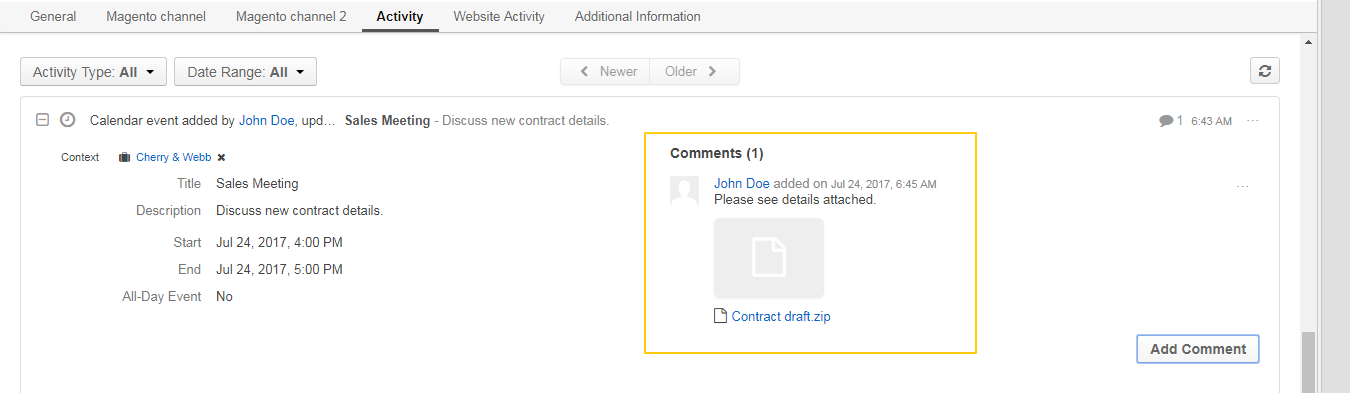 General Magento channel Magento channel 2 Activity Website Activity Additional Information
Activity Type: All Date Range: All Newer Older
Calendar event added by John Doe, upd... Sales Meeting - Discuss new contract details. 1 6:43 AM ...
Context Cherry & Webb
Title Sales Meeting
Description Discuss new contract details.
Start Jul 24, 2017, 4:00 PM
End Jul 24, 2017, 5:00 PM
All-Day Event No
Comments (1)
John Doe added on Jul 24, 2017, 6:45 AM ...
Please see details attached.
Contract draft.zip
Add Comment